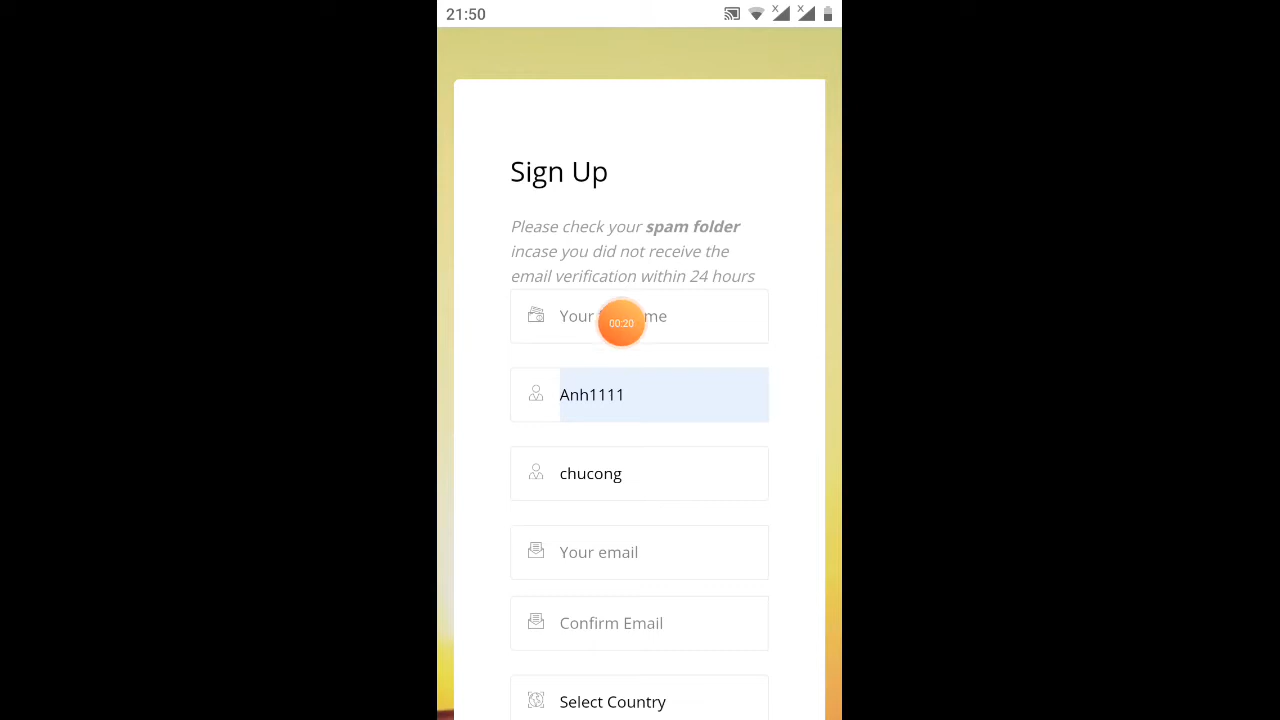 21:50
Sign Up
Please check your spam folder
incase you did not receive the
email verification within 24 hours
Your me
00:20
Anh1111
chucong
Your email
Confirm Email
Select Country